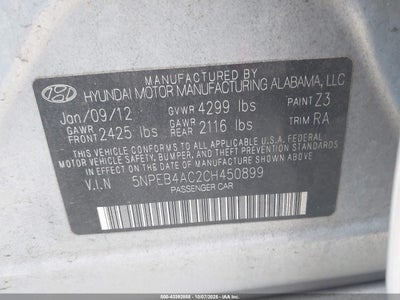 HYUNDAI MOTOR MANUFACTURING ALABAMA, LLC
Jan/09/12 GVWR 4299 lbs PAINT Z3
GAWR FRONT 2425 lbs GAWR REAR 2116 lbs TRIM RA
THIS VEHICLE CONFORMS TO ALL APPLICABLE U.S. FEDERAL
MOTOR VEHICLE SAFETY, BUMPER, AND THEFT PREVENTION
STANDARDS IN EFFECT ON THE DATE OF MANUFACTURE SHOWN ABOVE.
V.I.N 5NPEB4AC2CH450899
PASSENGER CAR